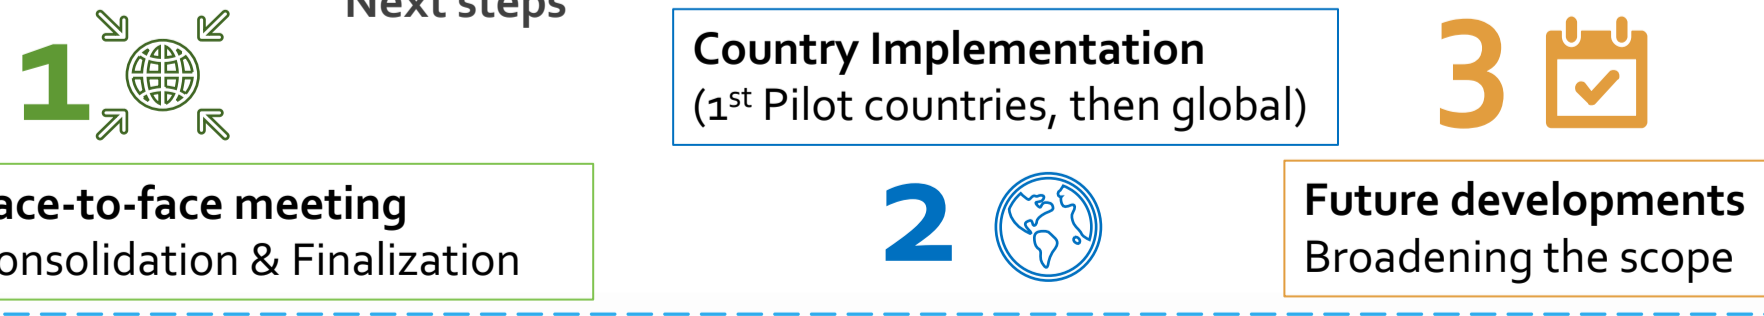 Next steps
1
ace-to-face meeting
onsolidation & Finalization
Country Implementation
(1st Pilot countries, then global)
2
3
Future developments
Broadening the scope